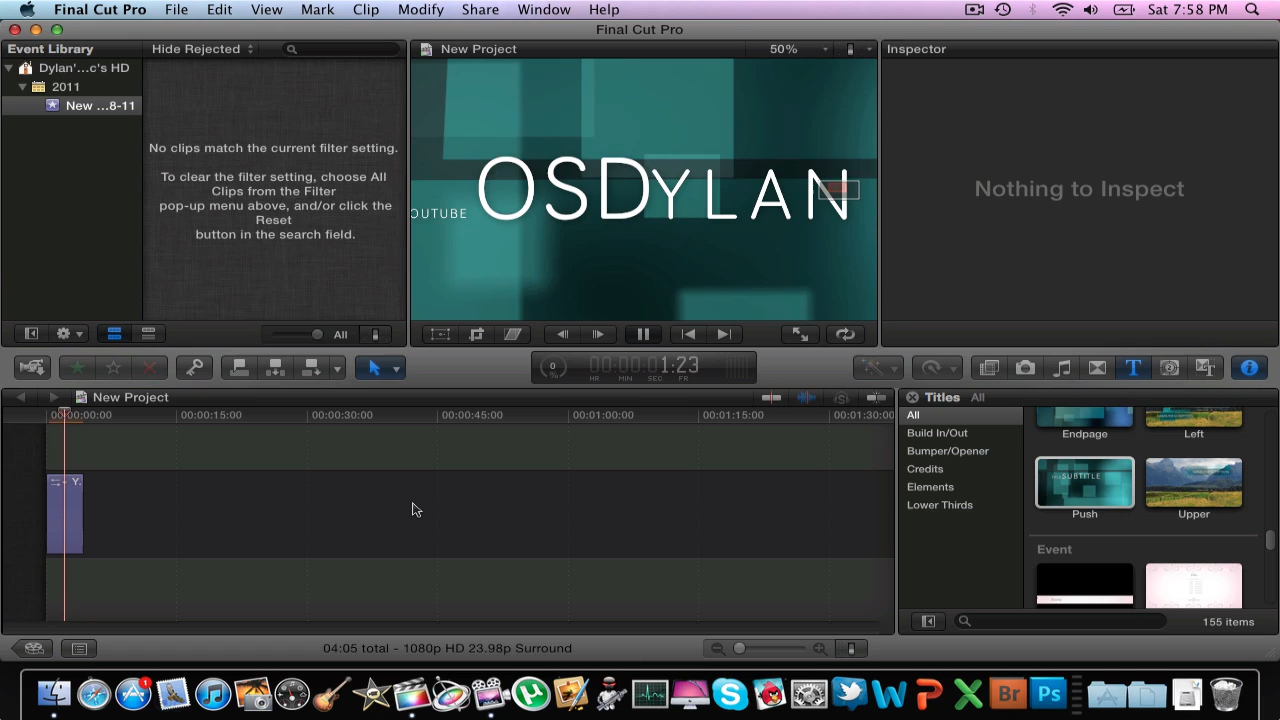 Final Cut Pro File Edit View Mark Clip Modify Share Window Help Sat 7:58 PM
Final Cut Pro
Event Library Hide Rejected New Project 50% Inspector
Dylan'...c's HD
2011
New ...8-11
No clips match the current filter setting.
To clear the filter setting, choose All
Clips from the Filter
pop-up menu above, and/or click the
Reset
button in the search field.
OSDYLAN
OUTUBE
Nothing to Inspect
All
0
%
00:00:01:23
HR MIN SEC FR
New Project
00:00:00:00 00:00:15:00 00:00:30:00 00:00:45:00 00:01:00:00 00:01:15:00 00:01:30:00
Y.
Titles All
All
Build In/Out
Bumper/Opener
Credits
Elements
Lower Thirds
Endpage Left
SUBTITLE
Push Upper
Event
155 items
04:05 total - 1080p HD 23.98p Surround
1
W P X Br Ps